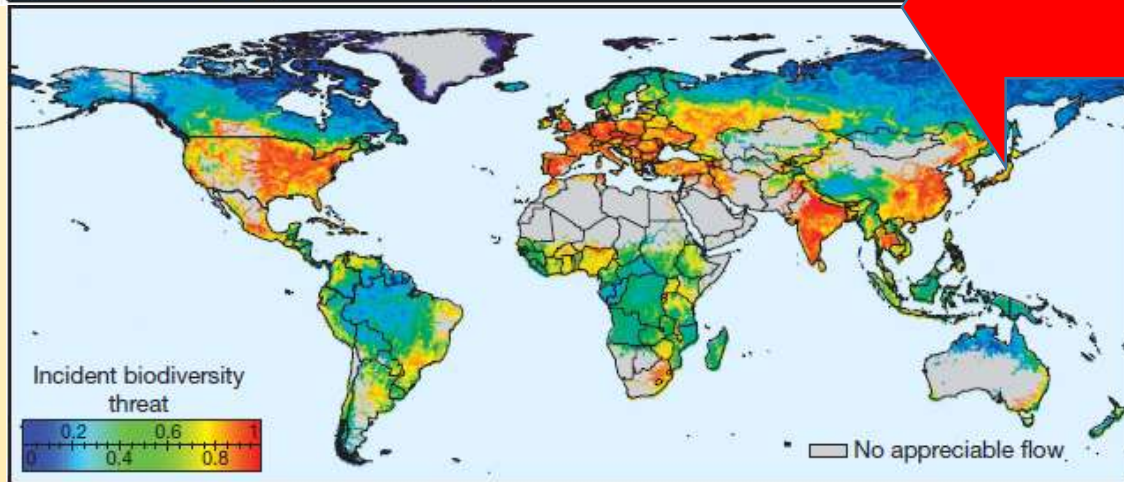 Incident biodiversity
threat
0.2 0.6 1
0 0.4 0.8
No appreciable flow